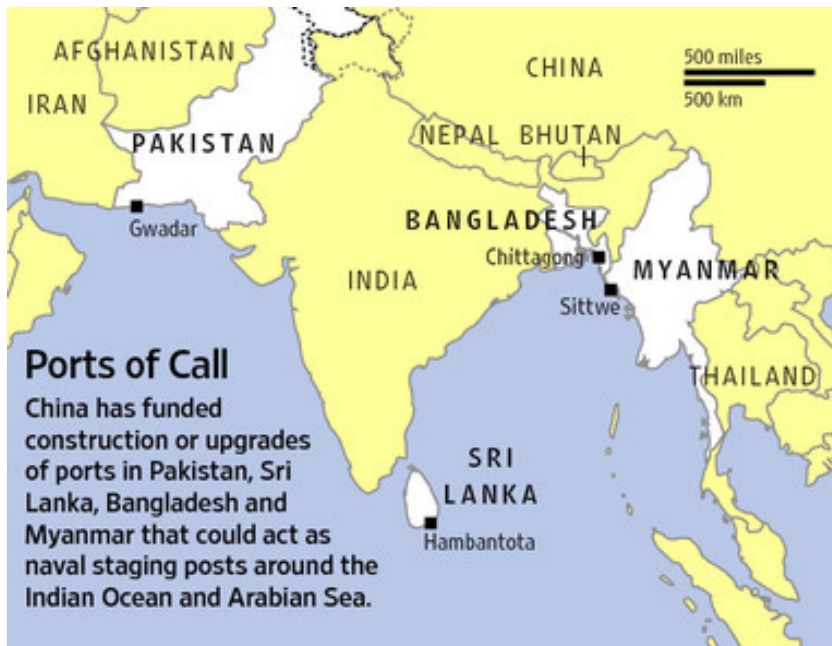 AFGHANISTAN
IRAN
PAKISTAN
Gwadar
CHINA
500 miles
500 km
NEPAL
BHUTAN
BANGLADESH
Chittagong
INDIA
MYANMAR
Sittwe
THAILAND
SRI
LANKA
Hambantota
Ports of Call
China has funded
construction or upgrades
of ports in Pakistan, Sri
Lanka, Bangladesh and
Myanmar that could act as
naval staging posts around the
Indian Ocean and Arabian Sea.